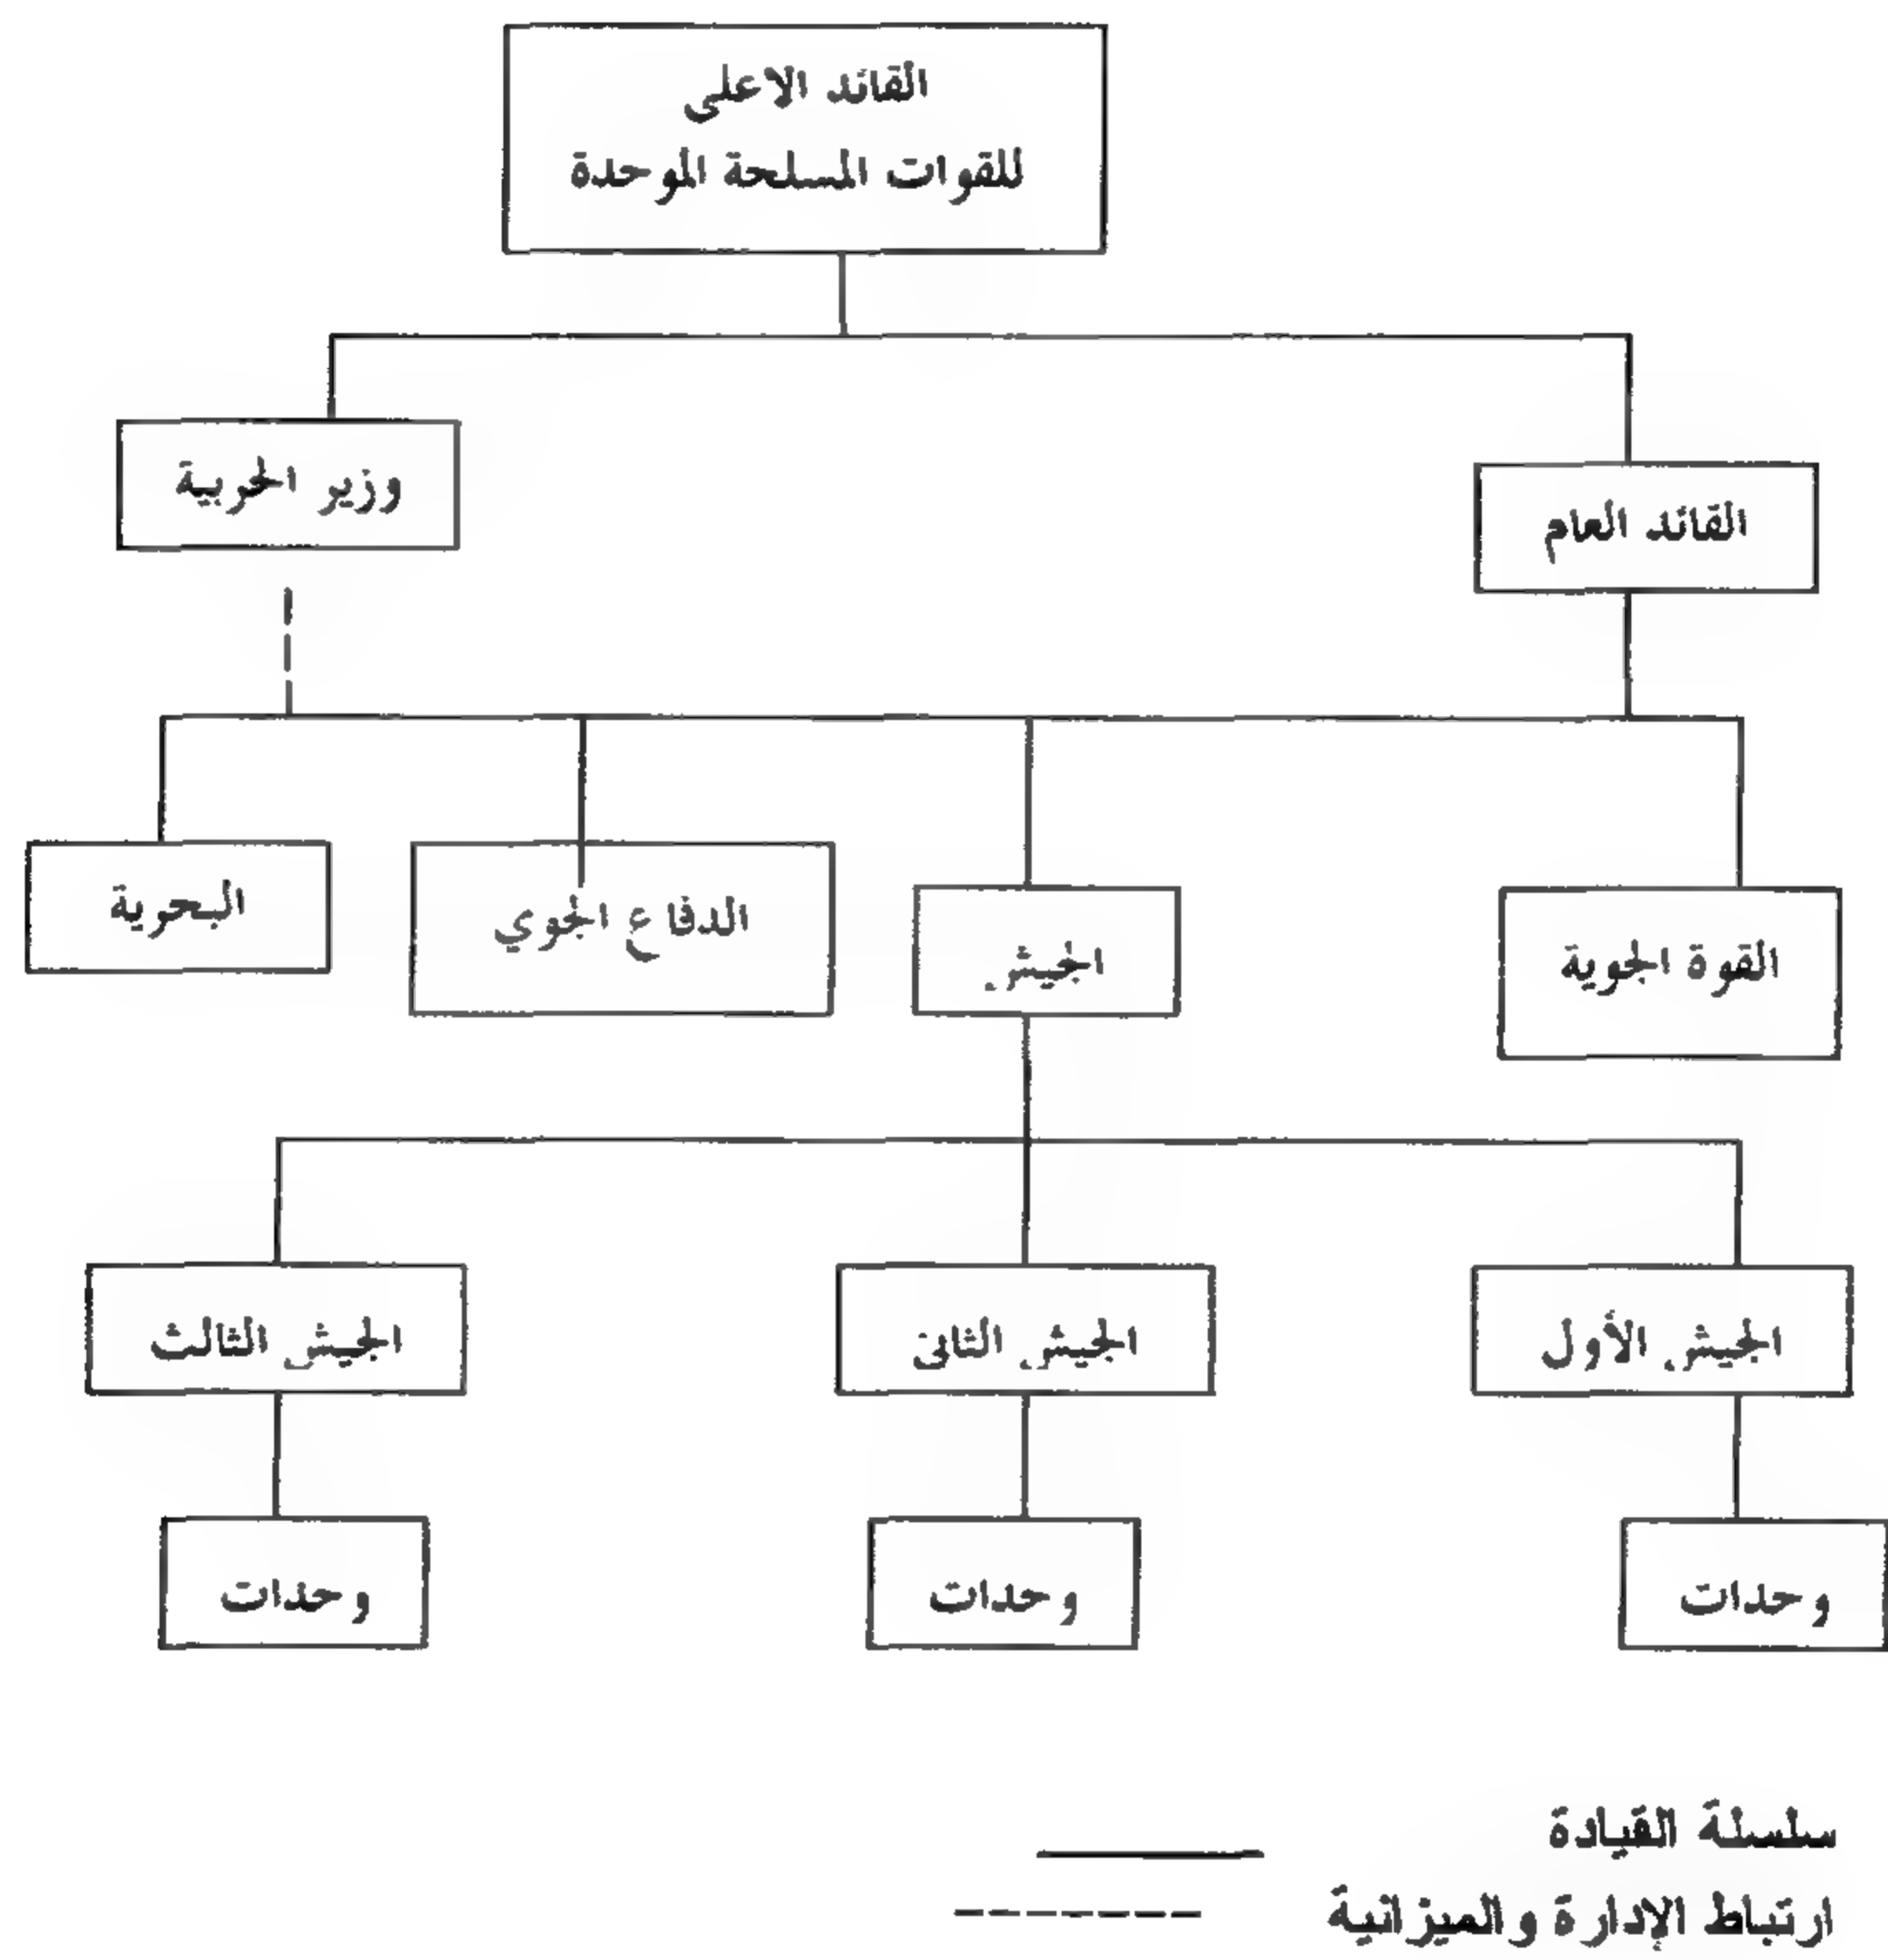 القائد الاعلى
للقوات المسلحة الموحدة
وزير الحربية
القائد العام
القوة الجوية
الجيش
الدفاع الجوي
البحرية
الجيش الأول
الجيش الثانى
الجيش الثالث
وحدات
وحدات
وحدات
سلسلة القيادة
ارتباط الإدارة والميزانية